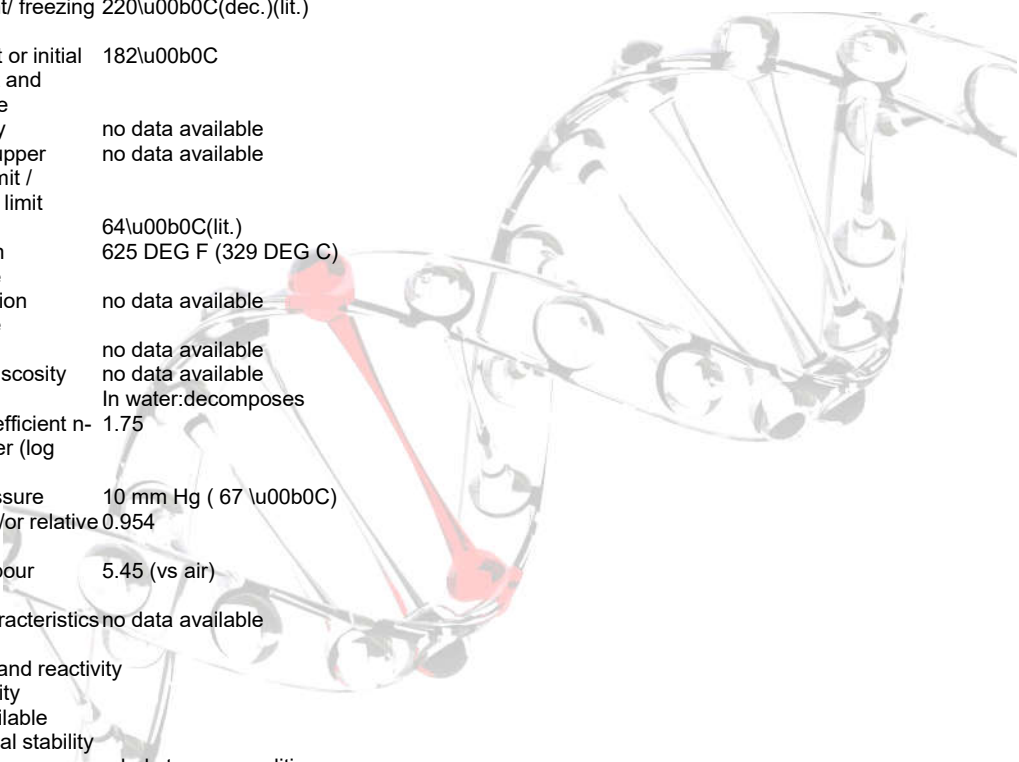 t/ freezing 220\u00b0C(dec.)(lit.)
t or initial 182\u00b0C
and
e
y no data available
upper no data available
mit /
limit
64\u00b0C(lit.)
n 625 DEG F (329 DEG C)
e
ion no data available
e
no data available
iscosity no data available
In water:decomposes
efficient n- 1.75
er (log
ssure 10 mm Hg ( 67 \u00b0C)
/or relative 0.954
pour 5.45 (vs air)
racteristics no data available
and reactivity
ity
ilable
al stability